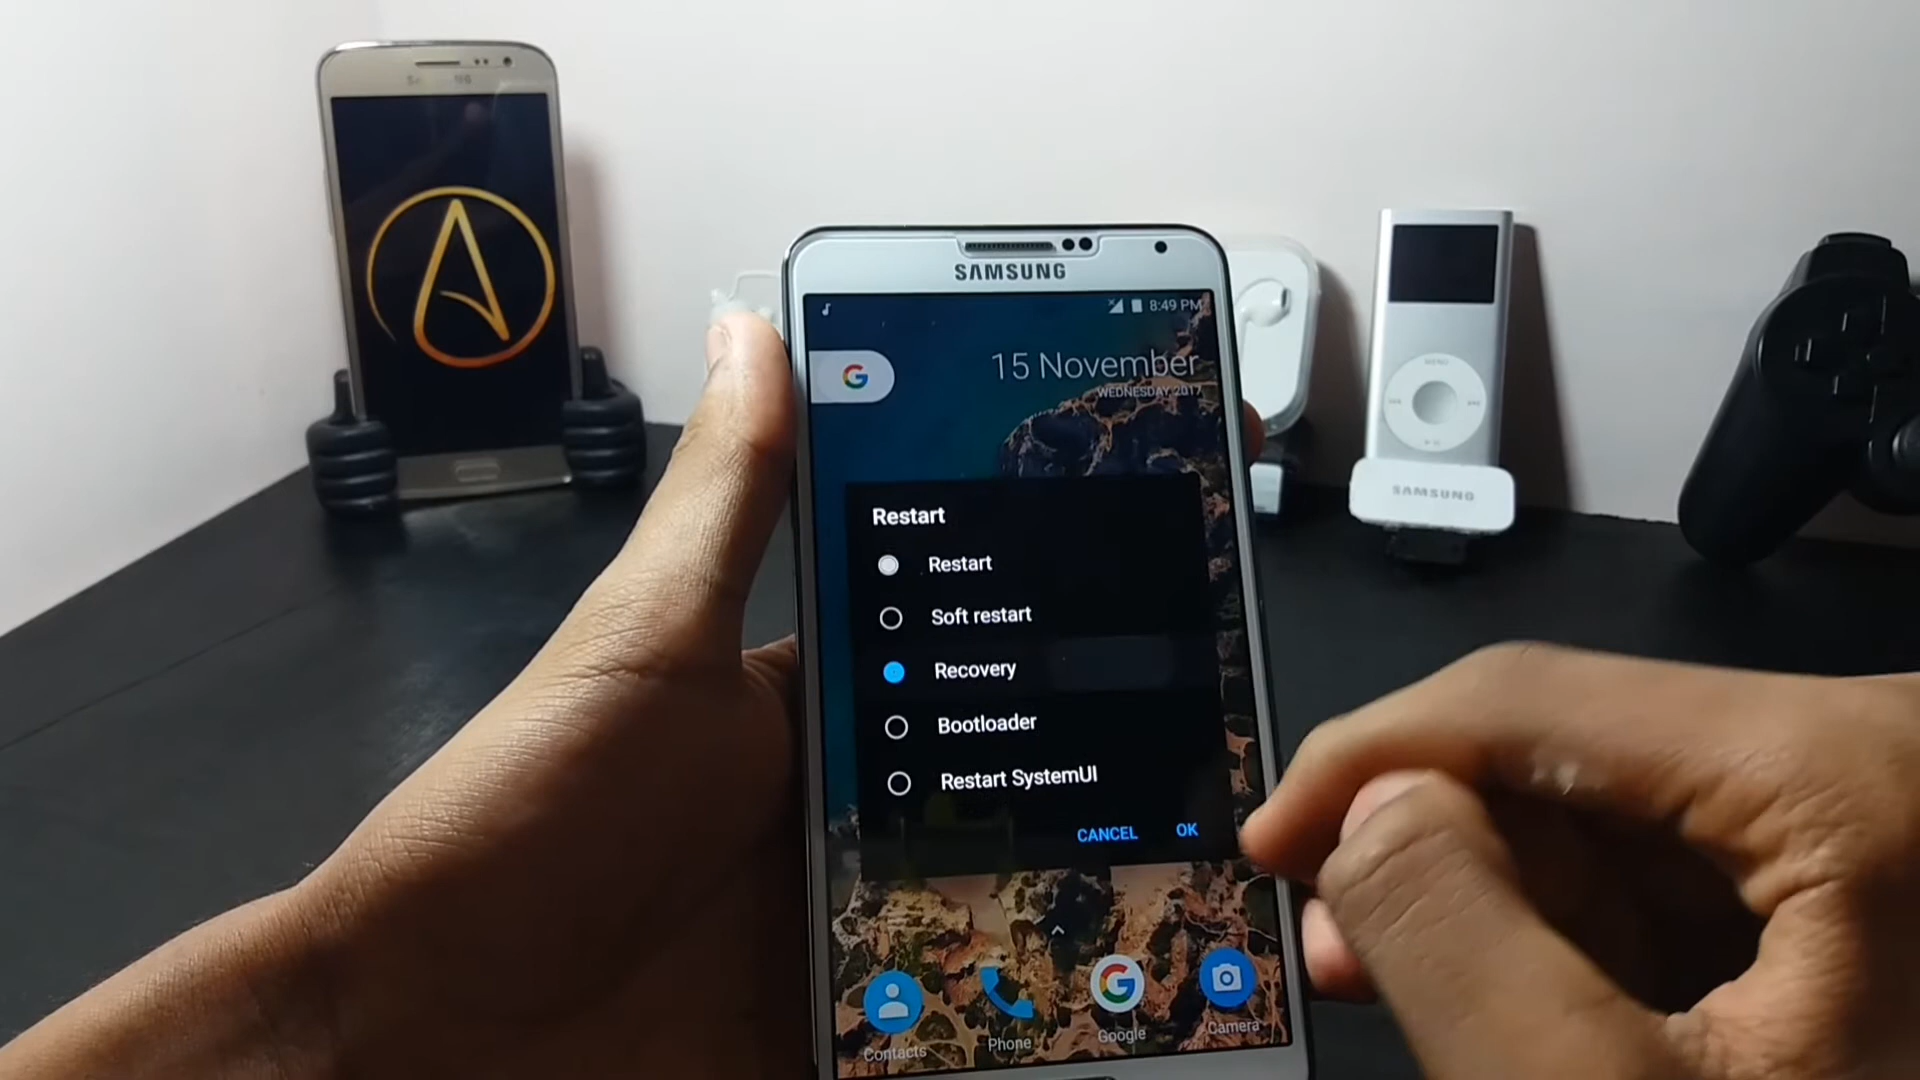 SAMSUNG
8:49 PM
G
15 November
WEDNESDAY 2017
Restart
Restart
Soft restart
Recovery
Bootloader
Restart SystemUI
CANCEL OK
Contacts
Phone
Google
Camera
MENU
SAMSUNG